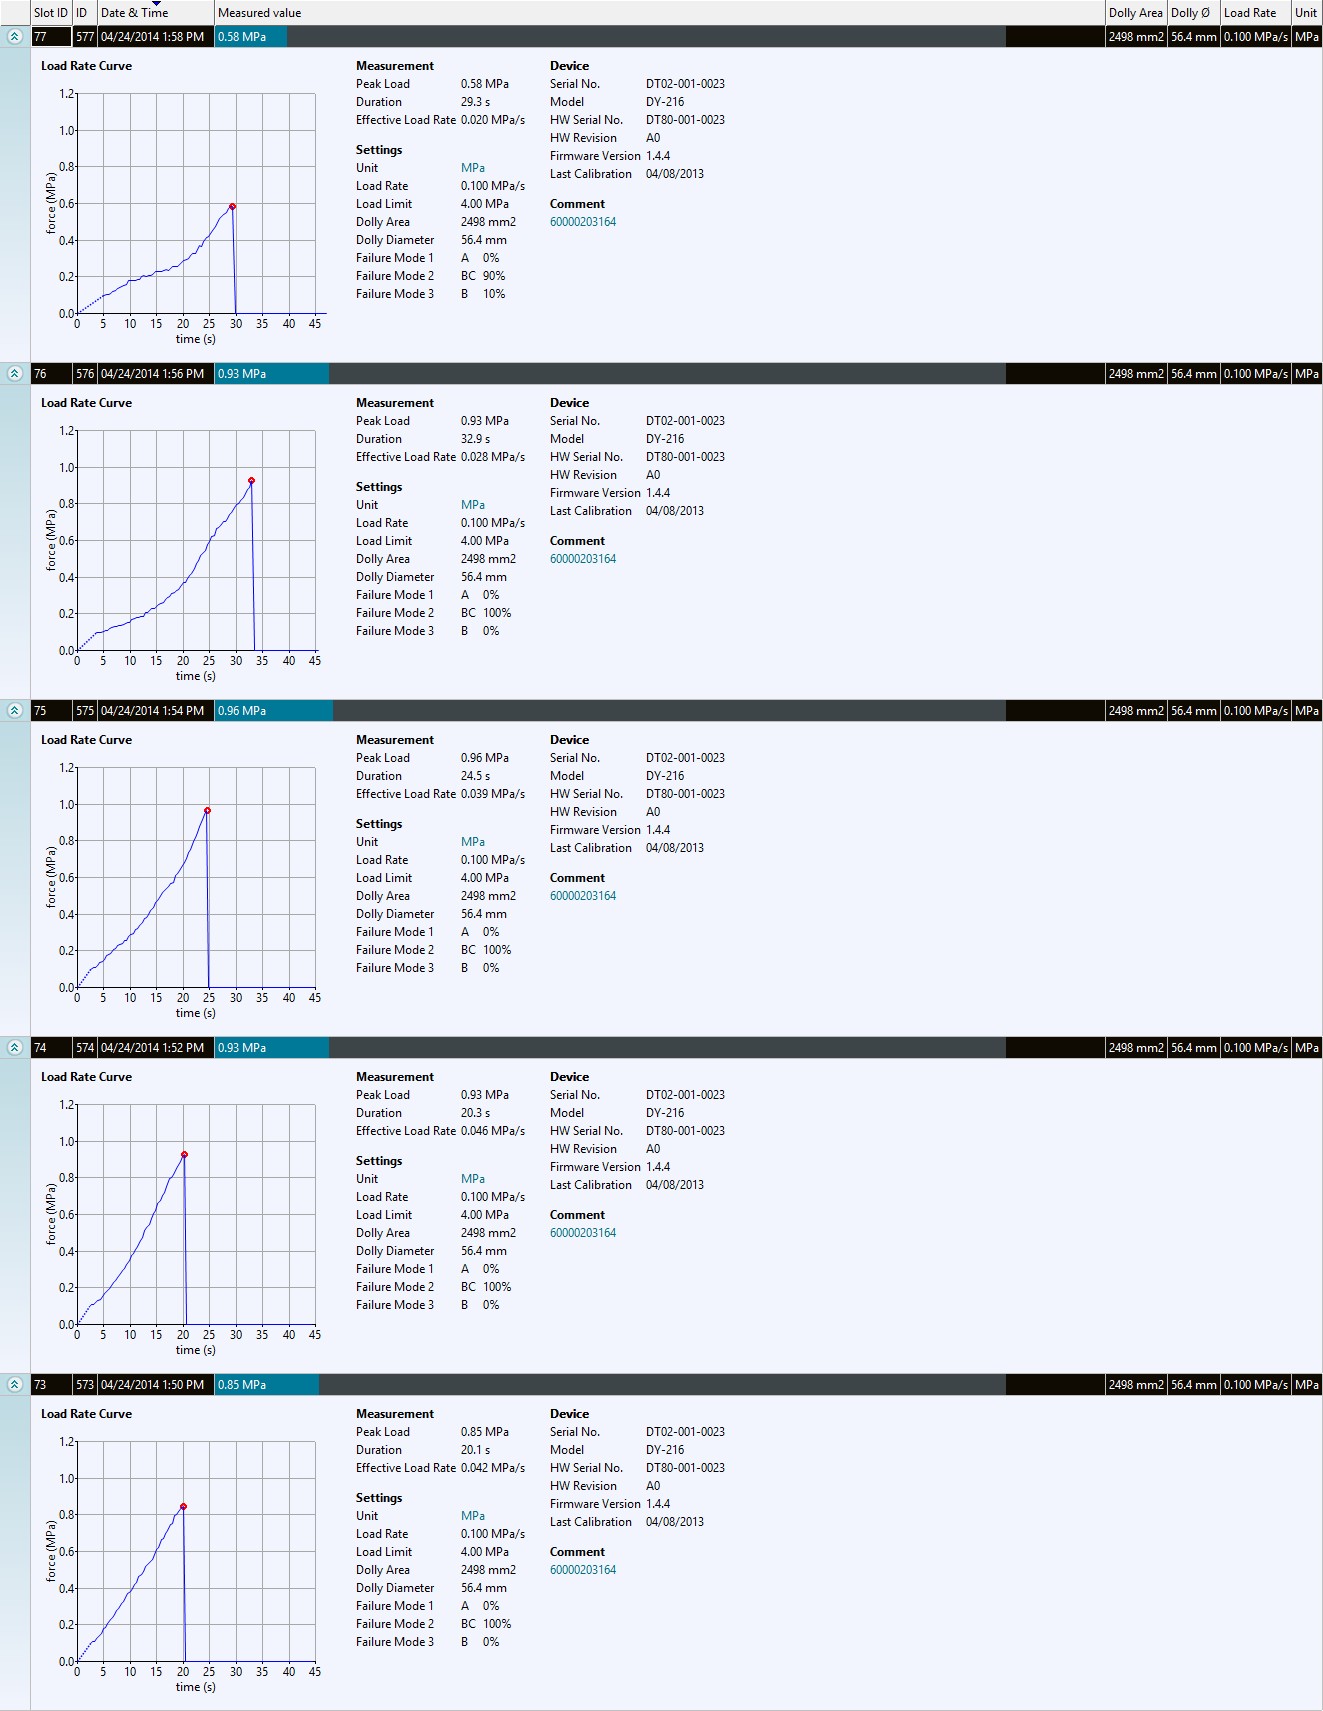 Slot ID ID Date & Time Measured value Dolly Area Dolly Ø Load Rate Unit
77 577 04/24/2014 1:58 PM 0.58 MPa 2498 mm2 56.4 mm 0.100 MPa/s MPa
Load Rate Curve Measurement Device
Peak Load 0.58 MPa Serial No. DT02-001-0023
Duration 29.3 s Model DY-216
Effective Load Rate 0.020 MPa/s HW Serial No. DT80-001-0023
HW Revision A0
Settings Firmware Version 1.4.4
Unit MPa Last Calibration 04/08/2013
Load Rate 0.100 MPa/s
Load Limit 4.00 MPa Comment
Dolly Area 2498 mm2 60000203164
Dolly Diameter 56.4 mm
Failure Mode 1 A 0%
Failure Mode 2 BC 90%
Failure Mode 3 B 10%
force (MPa)
1.2
1.0
0.8
0.6
0.4
0.2
0.0
0 5 10 15 20 25 30 35 40 45
time (s)
76 576 04/24/2014 1:56 PM 0.93 MPa 2498 mm2 56.4 mm 0.100 MPa/s MPa
Load Rate Curve Measurement Device
Peak Load 0.93 MPa Serial No. DT02-001-0023
Duration 32.9 s Model DY-216
Effective Load Rate 0.028 MPa/s HW Serial No. DT80-001-0023
HW Revision A0
Settings Firmware Version 1.4.4
Unit MPa Last Calibration 04/08/2013
Load Rate 0.100 MPa/s
Load Limit 4.00 MPa Comment
Dolly Area 2498 mm2 60000203164
Dolly Diameter 56.4 mm
Failure Mode 1 A 0%
Failure Mode 2 BC 100%
Failure Mode 3 B 0%
force (MPa)
1.2
1.0
0.8
0.6
0.4
0.2
0.0
0 5 10 15 20 25 30 35 40 45
time (s)
75 575 04/24/2014 1:54 PM 0.96 MPa 2498 mm2 56.4 mm 0.100 MPa/s MPa
Load Rate Curve Measurement Device
Peak Load 0.96 MPa Serial No. DT02-001-0023
Duration 24.5 s Model DY-216
Effective Load Rate 0.039 MPa/s HW Serial No. DT80-001-0023
HW Revision A0
Settings Firmware Version 1.4.4
Unit MPa Last Calibration 04/08/2013
Load Rate 0.100 MPa/s
Load Limit 4.00 MPa Comment
Dolly Area 2498 mm2 60000203164
Dolly Diameter 56.4 mm
Failure Mode 1 A 0%
Failure Mode 2 BC 100%
Failure Mode 3 B 0%
force (MPa)
1.2
1.0
0.8
0.6
0.4
0.2
0.0
0 5 10 15 20 25 30 35 40 45
time (s)
74 574 04/24/2014 1:52 PM 0.93 MPa 2498 mm2 56.4 mm 0.100 MPa/s MPa
Load Rate Curve Measurement Device
Peak Load 0.93 MPa Serial No. DT02-001-0023
Duration 20.3 s Model DY-216
Effective Load Rate 0.046 MPa/s HW Serial No. DT80-001-0023
HW Revision A0
Settings Firmware Version 1.4.4
Unit MPa Last Calibration 04/08/2013
Load Rate 0.100 MPa/s
Load Limit 4.00 MPa Comment
Dolly Area 2498 mm2 60000203164
Dolly Diameter 56.4 mm
Failure Mode 1 A 0%
Failure Mode 2 BC 100%
Failure Mode 3 B 0%
force (MPa)
1.2
1.0
0.8
0.6
0.4
0.2
0.0
0 5 10 15 20 25 30 35 40 45
time (s)
73 573 04/24/2014 1:50 PM 0.85 MPa 2498 mm2 56.4 mm 0.100 MPa/s MPa
Load Rate Curve Measurement Device
Peak Load 0.85 MPa Serial No. DT02-001-0023
Duration 20.1 s Model DY-216
Effective Load Rate 0.042 MPa/s HW Serial No. DT80-001-0023
HW Revision A0
Settings Firmware Version 1.4.4
Unit MPa Last Calibration 04/08/2013
Load Rate 0.100 MPa/s
Load Limit 4.00 MPa Comment
Dolly Area 2498 mm2 60000203164
Dolly Diameter 56.4 mm
Failure Mode 1 A 0%
Failure Mode 2 BC 100%
Failure Mode 3 B 0%
force (MPa)
1.2
1.0
0.8
0.6
0.4
0.2
0.0
0 5 10 15 20 25 30 35 40 45
time (s)